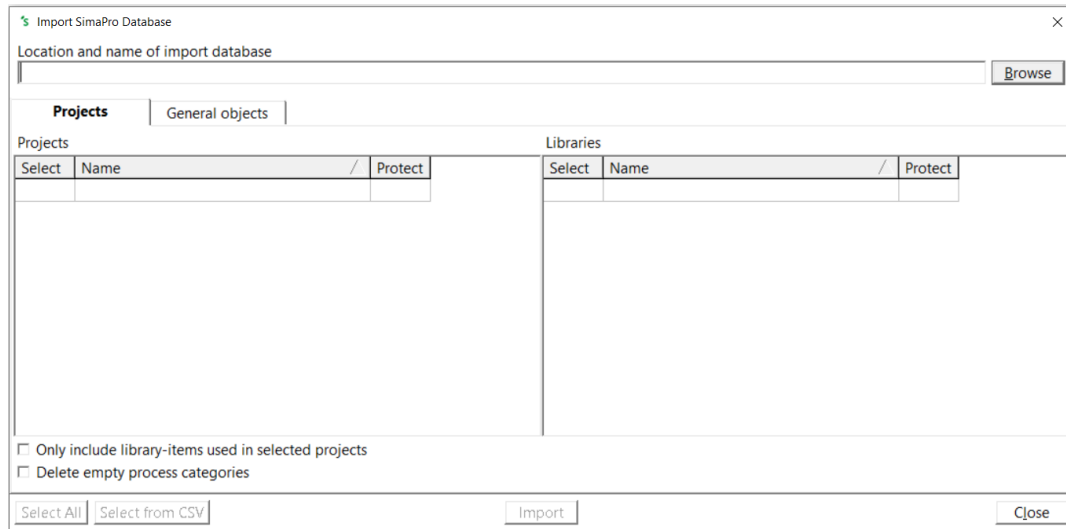 Import SimaPro Database
Location and name of import database
Browse
Projects General objects
Projects Libraries
Select Name Protect Select Name Protect
Only include library-items used in selected projects
Delete empty process categories
Select All Select from CSV Import Close